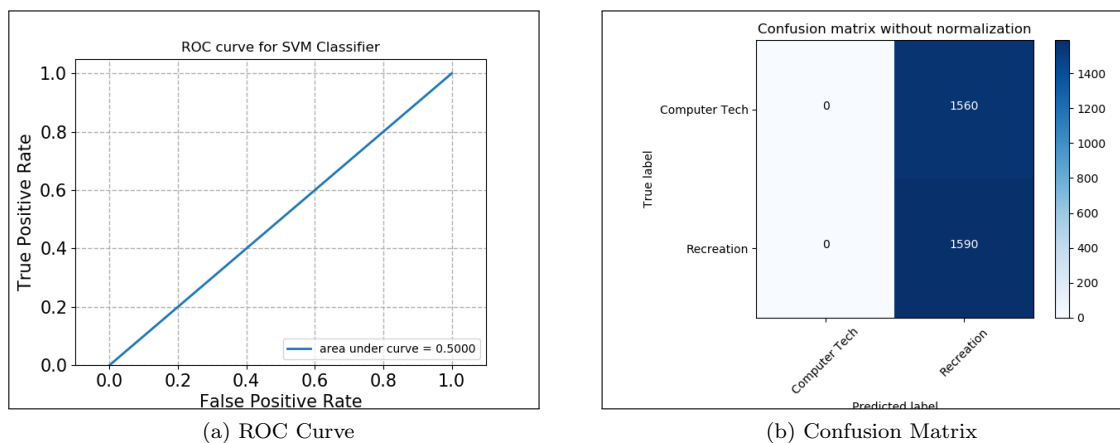 ROC curve for SVM Classifier
True Positive Rate
1.0
0.8
0.6
0.4
0.2
0.0
0.0 0.2 0.4 0.6 0.8 1.0
False Positive Rate
area under curve = 0.5000
(a) ROC Curve
Confusion matrix without normalization
True label
Computer Tech
Recreation
0 1560
0 1590
Computer Tech
Recreation
Predicted label
1400
1200
1000
800
600
400
200
0
(b) Confusion Matrix